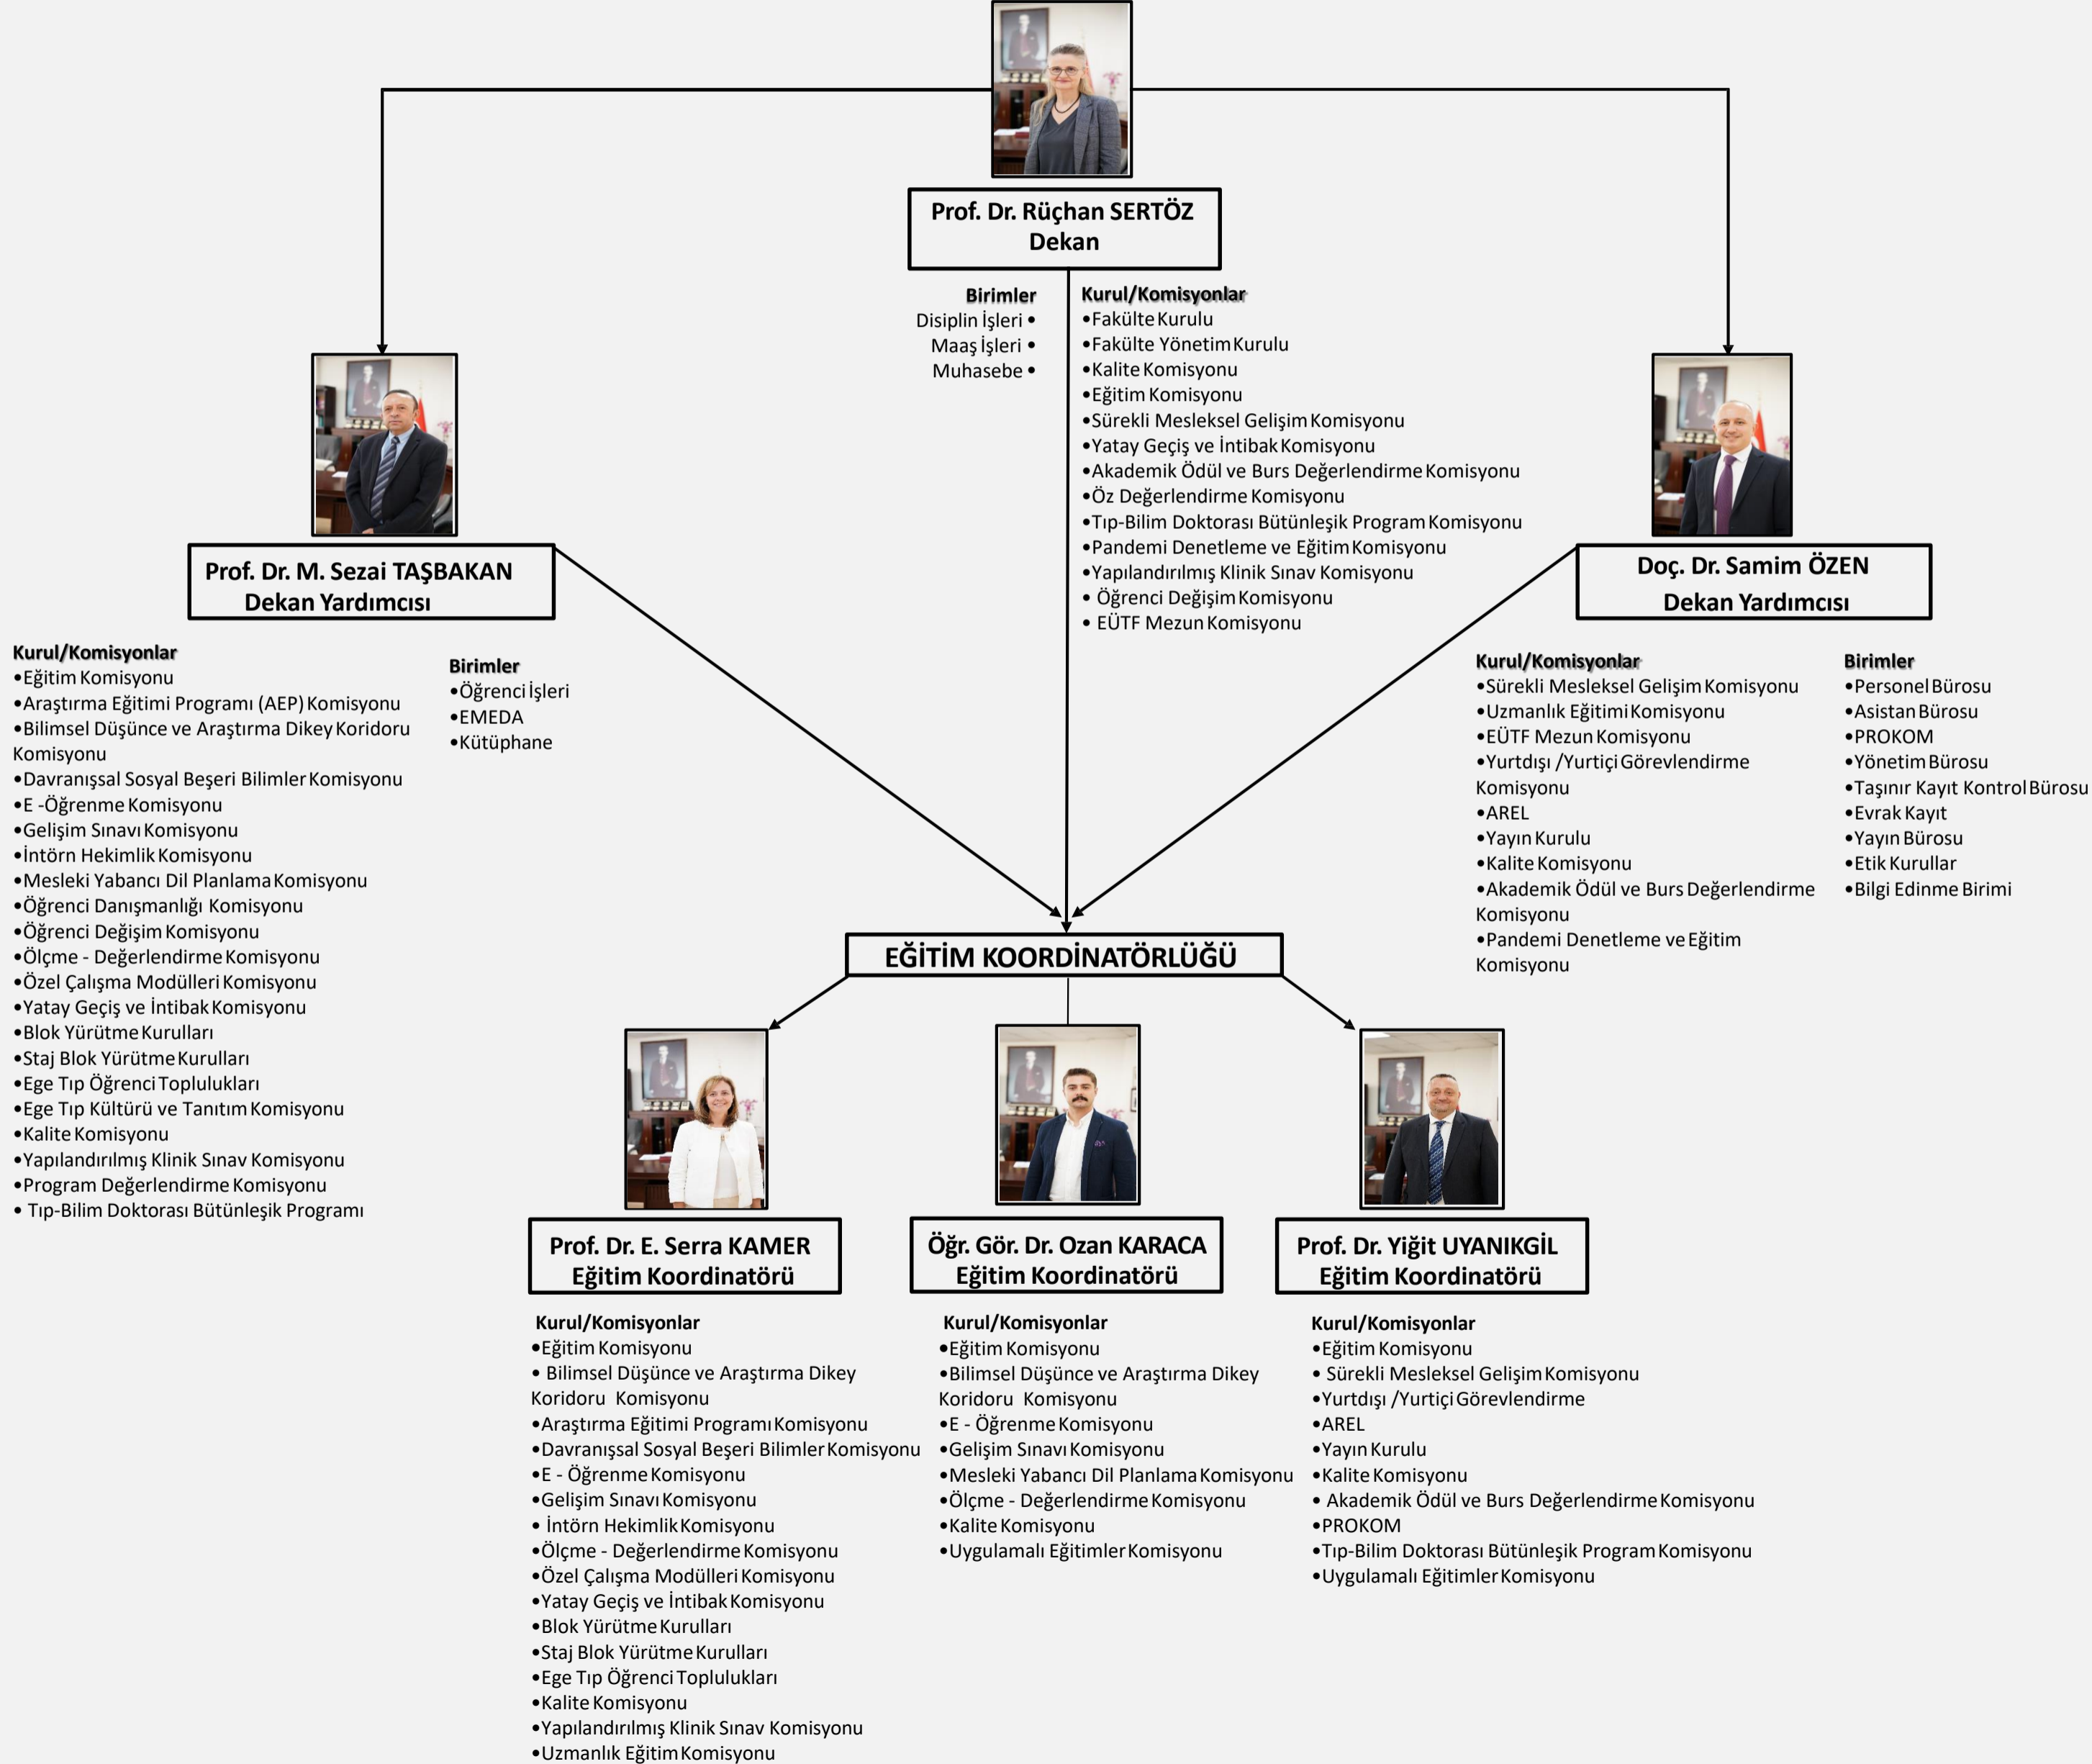 Prof. Dr. Rüçhan SERTÖZ
Dekan
Birimler
Disiplin İşleri •
Maaş İşleri •
Muhasebe •
Kurul/Komisyonlar
•Fakülte Kurulu
•Fakülte Yönetim Kurulu
•Kalite Komisyonu
•Eğitim Komisyonu
•Sürekli Mesleksel Gelişim Komisyonu
•Yatay Geçiş ve İntibak Komisyonu
•Akademik Ödül ve Burs Değerlendirme Komisyonu
•Öz Değerlendirme Komisyonu
•Tıp-Bilim Doktorası Bütünleşik Program Komisyonu
•Pandemi Denetleme ve Eğitim Komisyonu
•Yapılandırılmış Klinik Sınav Komisyonu
• Öğrenci Değişim Komisyonu
• EÜTF Mezun Komisyonu
Prof. Dr. M. Sezai TAŞBAKAN
Dekan Yardımcısı
Kurul/Komisyonlar
•Eğitim Komisyonu
•Araştırma Eğitimi Programı (AEP) Komisyonu
•Bilimsel Düşünce ve Araştırma Dikey Koridoru
Komisyonu
•Davranışsal Sosyal Beşeri Bilimler Komisyonu
•E -Öğrenme Komisyonu
•Gelişim Sınavı Komisyonu
•İntörn Hekimlik Komisyonu
•Mesleki Yabancı Dil Planlama Komisyonu
•Öğrenci Danışmanlığı Komisyonu
•Öğrenci Değişim Komisyonu
•Ölçme - Değerlendirme Komisyonu
•Özel Çalışma Modülleri Komisyonu
•Yatay Geçiş ve İntibak Komisyonu
•Blok Yürütme Kurulları
•Staj Blok Yürütme Kurulları
•Ege Tıp Öğrenci Toplulukları
•Ege Tıp Kültürü ve Tanıtım Komisyonu
•Kalite Komisyonu
•Yapılandırılmış Klinik Sınav Komisyonu
•Program Değerlendirme Komisyonu
• Tıp-Bilim Doktorası Bütünleşik Programı
Birimler
•Öğrenci İşleri
•EMEDA
•Kütüphane
Doç. Dr. Samim ÖZEN
Dekan Yardımcısı
Kurul/Komisyonlar
•Sürekli Mesleksel Gelişim Komisyonu
•Uzmanlık Eğitimi Komisyonu
•EÜTF Mezun Komisyonu
•Yurtdışı /Yurtiçi Görevlendirme
Komisyonu
•AREL
•Yayın Kurulu
•Kalite Komisyonu
•Akademik Ödül ve Burs Değerlendirme
Komisyonu
•Pandemi Denetleme ve Eğitim
Komisyonu
Birimler
•Personel Bürosu
•Asistan Bürosu
•PROKOM
•Yönetim Bürosu
•Taşınır Kayıt Kontrol Bürosu
•Evrak Kayıt
•Yayın Bürosu
•Etik Kurullar
•Bilgi Edinme Birimi
EĞİTİM KOORDİNATÖRLÜĞÜ
Prof. Dr. E. Serra KAMER
Eğitim Koordinatörü
Kurul/Komisyonlar
•Eğitim Komisyonu
• Bilimsel Düşünce ve Araştırma Dikey
Koridoru Komisyonu
•Araştırma Eğitimi Programı Komisyonu
•Davranışsal Sosyal Beşeri Bilimler Komisyonu
•E - Öğrenme Komisyonu
•Gelişim Sınavı Komisyonu
• İntörn Hekimlik Komisyonu
•Ölçme - Değerlendirme Komisyonu
•Özel Çalışma Modülleri Komisyonu
•Yatay Geçiş ve İntibak Komisyonu
•Blok Yürütme Kurulları
•Staj Blok Yürütme Kurulları
•Ege Tıp Öğrenci Toplulukları
•Kalite Komisyonu
•Yapılandırılmış Klinik Sınav Komisyonu
•Uzmanlık Eğitim Komisyonu
Öğr. Gör. Dr. Ozan KARACA
Eğitim Koordinatörü
Kurul/Komisyonlar
•Eğitim Komisyonu
•Bilimsel Düşünce ve Araştırma Dikey
Koridoru Komisyonu
•E - Öğrenme Komisyonu
•Gelişim Sınavı Komisyonu
•Mesleki Yabancı Dil Planlama Komisyonu
•Ölçme - Değerlendirme Komisyonu
•Kalite Komisyonu
•Uygulamalı Eğitimler Komisyonu
Prof. Dr. Yiğit UYANIKGİL
Eğitim Koordinatörü
Kurul/Komisyonlar
•Eğitim Komisyonu
• Sürekli Mesleksel Gelişim Komisyonu
•Yurtdışı /Yurtiçi Görevlendirme
•AREL
•Yayın Kurulu
•Kalite Komisyonu
• Akademik Ödül ve Burs Değerlendirme Komisyonu
•PROKOM
•Tıp-Bilim Doktorası Bütünleşik Program Komisyonu
•Uygulamalı Eğitimler Komisyonu